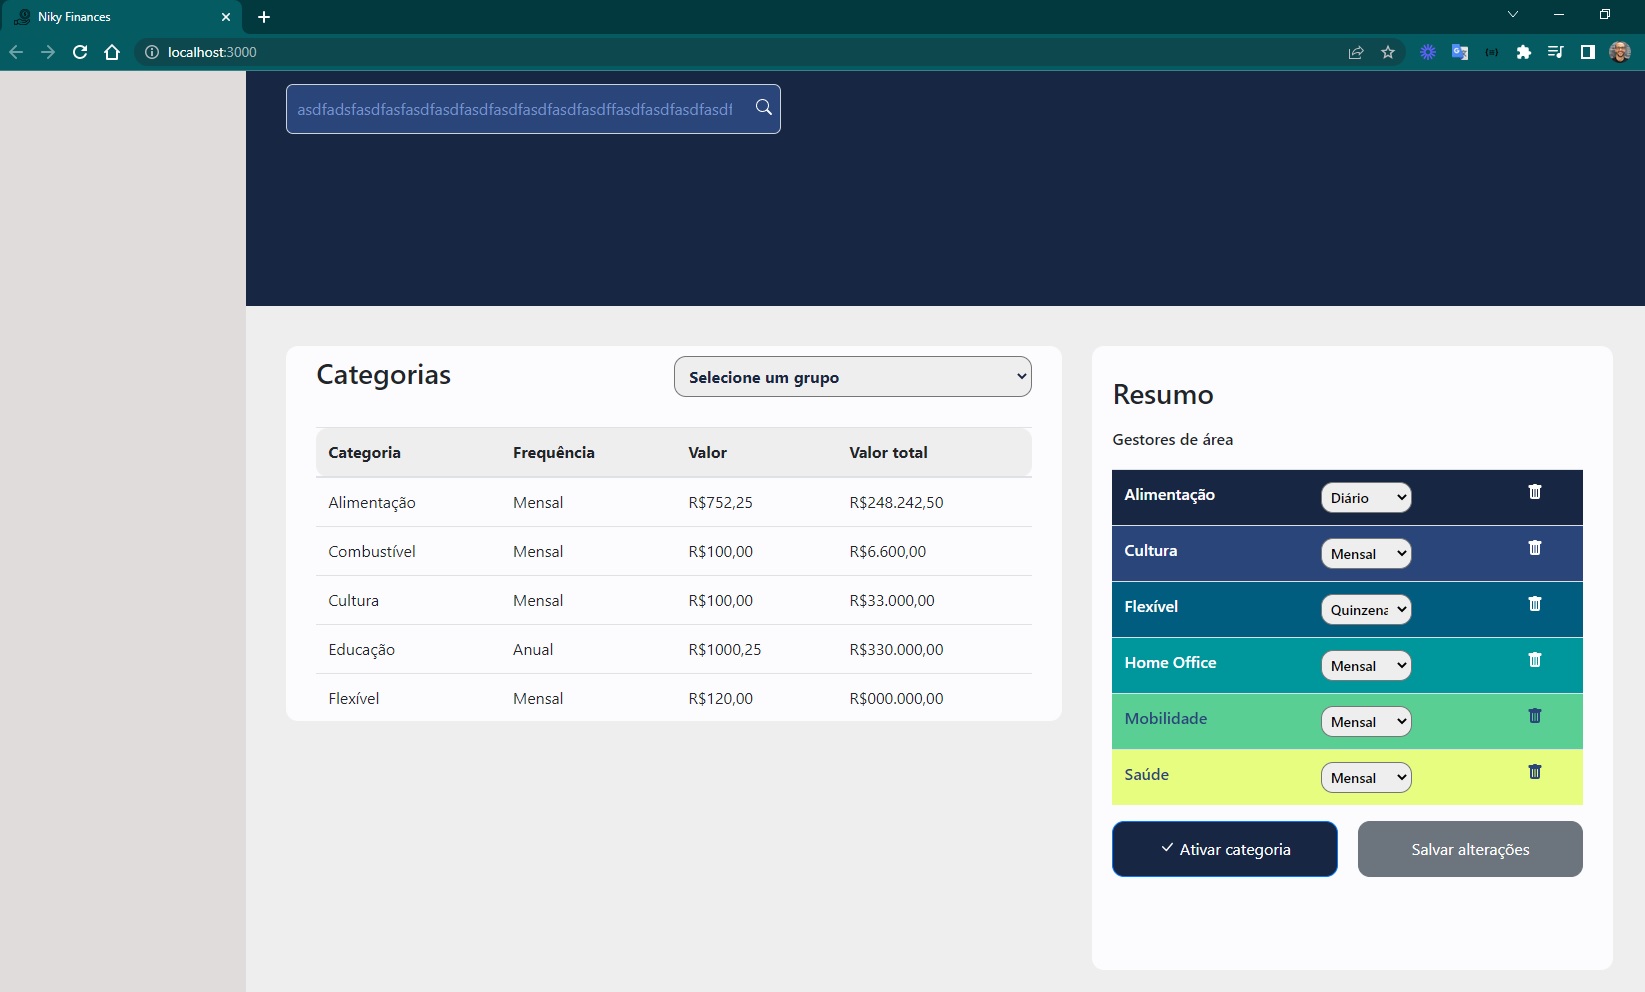 Niky Finances
localhost:3000
asdfadsfasdfasfasdfasdfasdfasdfasdfasdfasdffasdfasdfasdfasdf
Categorias
Selecione um grupo
Categoria Frequência Valor Valor total
Alimentação Mensal R$752,25 R$248.242,50
Combustível Mensal R$100,00 R$6.600,00
Cultura Mensal R$100,00 R$33.000,00
Educação Anual R$1000,25 R$330.000,00
Flexível Mensal R$120,00 R$000.000,00
Resumo
Gestores de área
Alimentação Diário
Cultura Mensal
Flexível Quinzena
Home Office Mensal
Mobilidade Mensal
Saúde Mensal
Ativar categoria Salvar alterações